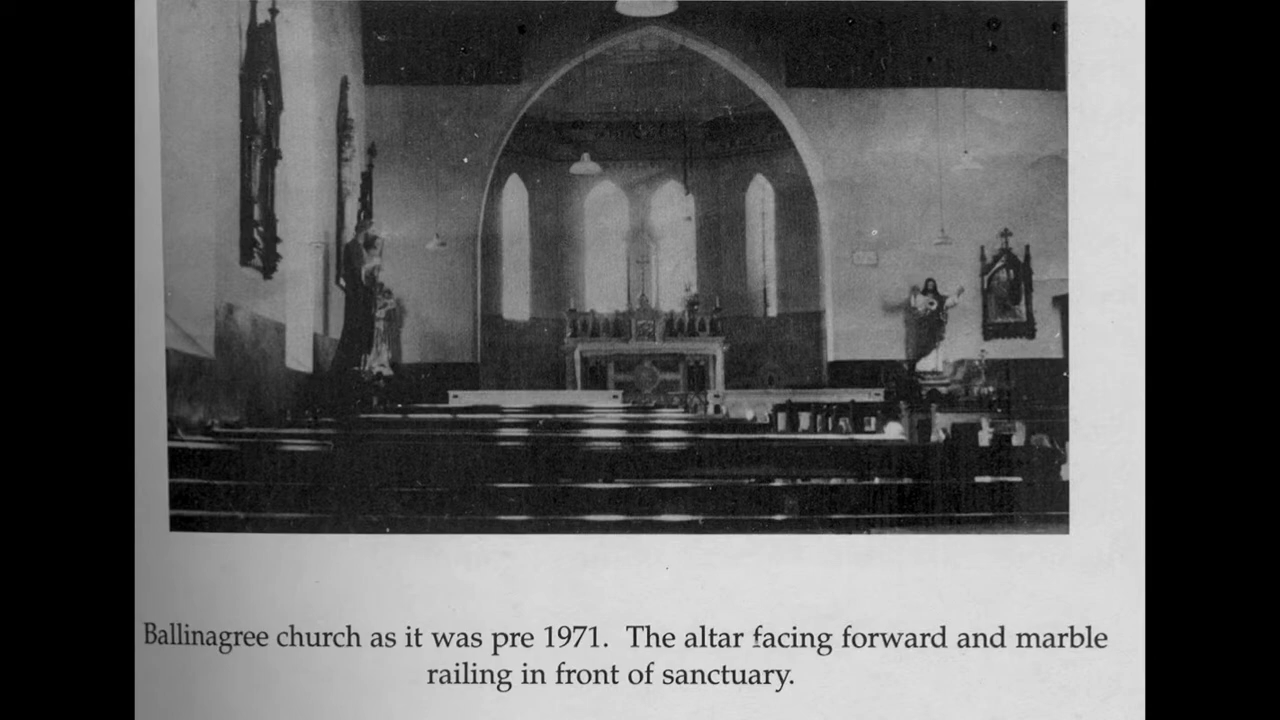 Ballinagree church as it was pre 1971. The altar facing forward and marble
railing in front of sanctuary.